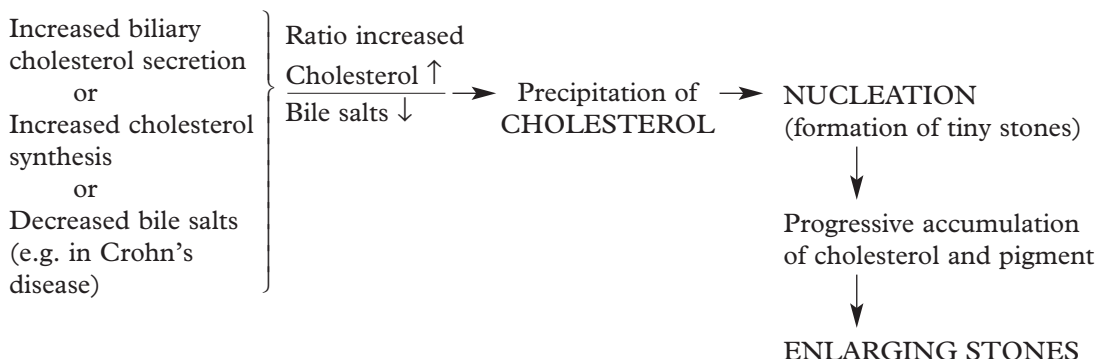 Increased biliary
cholesterol secretion
or
Increased cholesterol
synthesis
or
Decreased bile salts
(e.g. in Crohn's
disease)
Ratio increased
Cholesterol ↑
Bile salts ↓
Precipitation of
CHOLESTEROL
NUCLEATION
(formation of tiny stones)
Progressive accumulation
of cholesterol and pigment
ENLARGING STONES